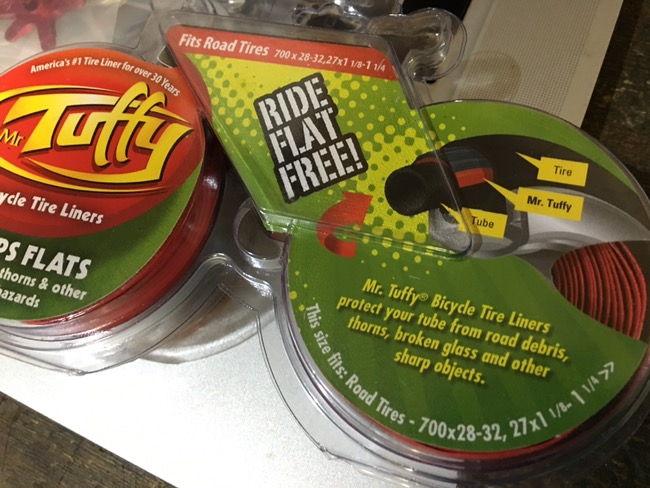 America's #1 Tire Liner for over 30 Years
Mr
Tuffy
ycle Tire Liners
PS FLATS
thorns & other
hazards
Fits Road Tires 700 x 28-32, 27x1 1/8-1 1/4
RIDE
FLAT
FREE!
Tire
Mr. Tuffy
Tube
Mr. Tuffy® Bicycle Tire Liners
protect your tube from road debris,
thorns, broken glass and other
sharp objects.
This size fits: Road Tires - 700x28-32, 27x1 1/8- 1 1/4 >>